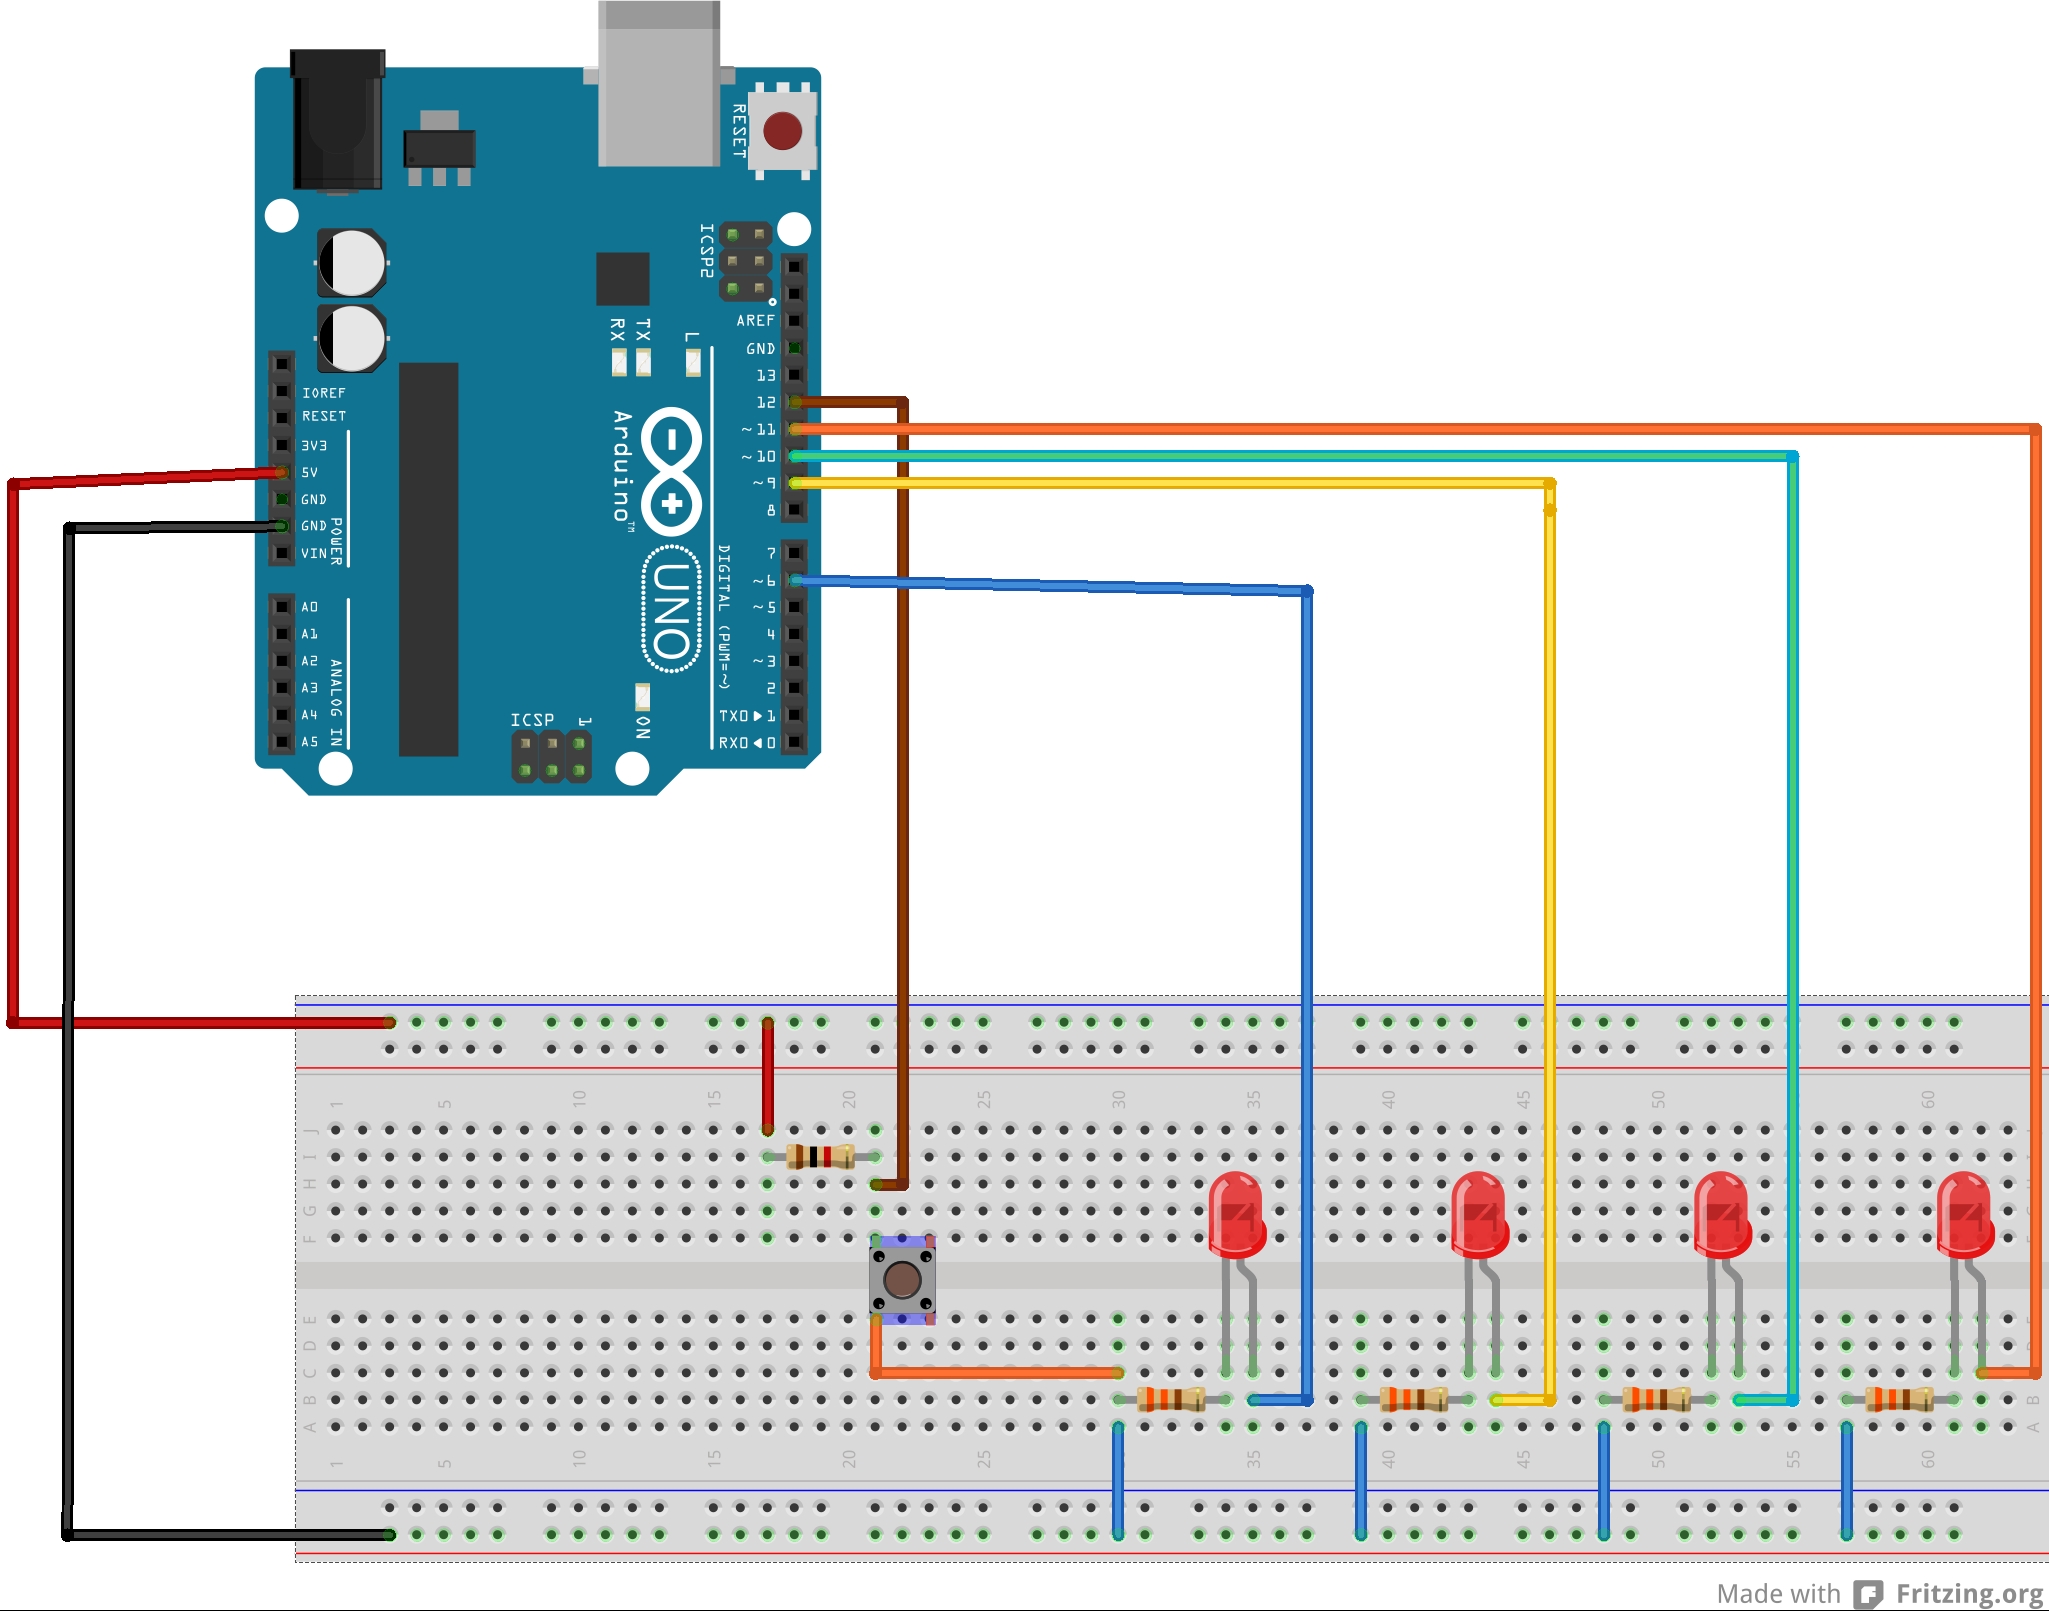 RESET
ICSP2
AREF
GND
13
12
~11
~10
~9
8
7
~6
~5
4
~3
2
TX0▶1
RX0◀0
DIGITAL (PWM=~)
RX
TX
L
IOREF
RESET
3V3
5V
GND
GND
VIN
POWER
A0
A1
A2
A3
A4
A5
ANALOG IN
Arduino™
UNO
ON
ICSP
1
1 5 10 15 20 25 30 35 40 45 50 60
J
I
H
G
F
E
D
C
B B
A A
1 5 10 15 20 25 35 40 45 50 55 60
Made with Fritzing.org